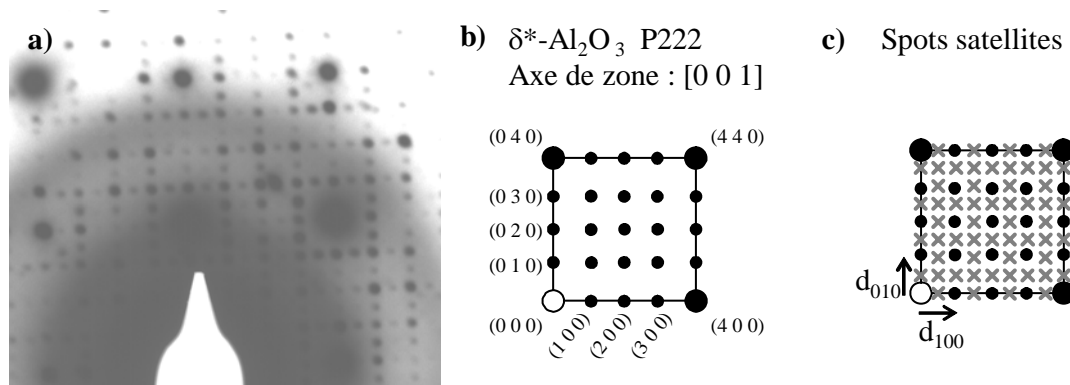 a)
b) δ*-Al2O3 P222
Axe de zone : [0 0 1]
c) Spots satellites
(0 4 0)
(4 4 0)
(0 3 0)
(0 2 0)
(0 1 0)
(0 0 0)
(1 0 0)
(2 0 0)
(3 0 0)
(4 0 0)
d010
d100